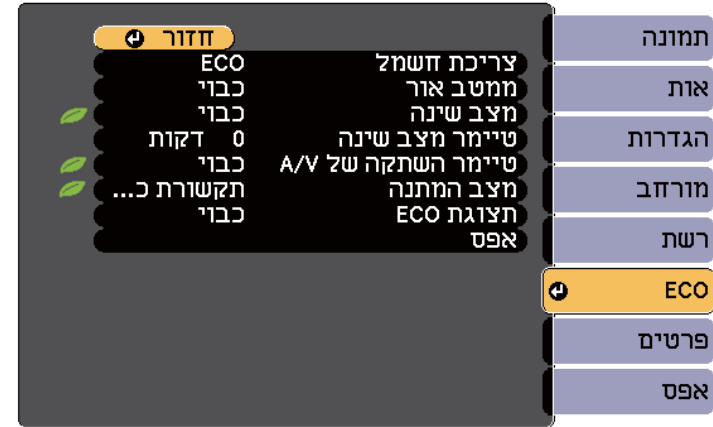 תמונה
אות
הגדרות
מורחב
רשת
ECO
פרטים
אפס
חזור
צריכת חשמל ECO
ממטב אור כבוי
מצב שינה כבוי
טיימר מצב שינה 0 דקות
טיימר השתקה של A/V כבוי
מצב המתנה תקשורת כ...
תצוגת ECO כבוי
אפס